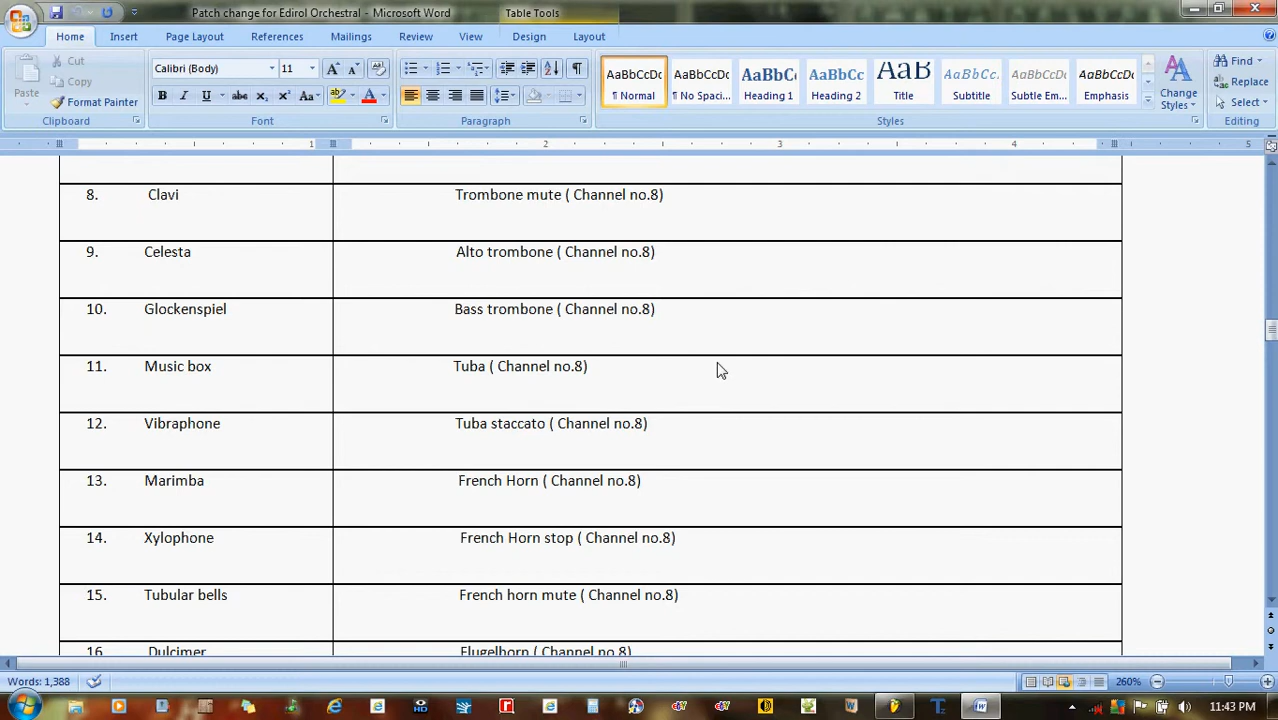 Patch change for Edirol Orchestral - Microsoft Word
Table Tools
Home Insert Page Layout References Mailings Review View Design Layout
Cut
Copy
Paste
Format Painter
Clipboard
Calibri (Body) 11
Font
Paragraph
AaBbCcDc AaBbCcDc AaBbCc AaBbCc AaB AaBbCc. AaBbCcDc AaBbCcDc
¶ Normal ¶ No Spaci... Heading 1 Heading 2 Title Subtitle Subtle Em... Emphasis
Styles
Change
Styles
Find
Replace
Select
Editing
1 2 3 4 5
8. Clavi Trombone mute ( Channel no.8)
9. Celesta Alto trombone ( Channel no.8)
10. Glockenspiel Bass trombone ( Channel no.8)
11. Music box Tuba ( Channel no.8)
12. Vibraphone Tuba staccato ( Channel no.8)
13. Marimba French Horn ( Channel no.8)
14. Xylophone French Horn stop ( Channel no.8)
15. Tubular bells French horn mute ( Channel no.8)
16. Dulcimer Flugelhorn ( Channel no.8)
Words: 1,388
260%
11:43 PM